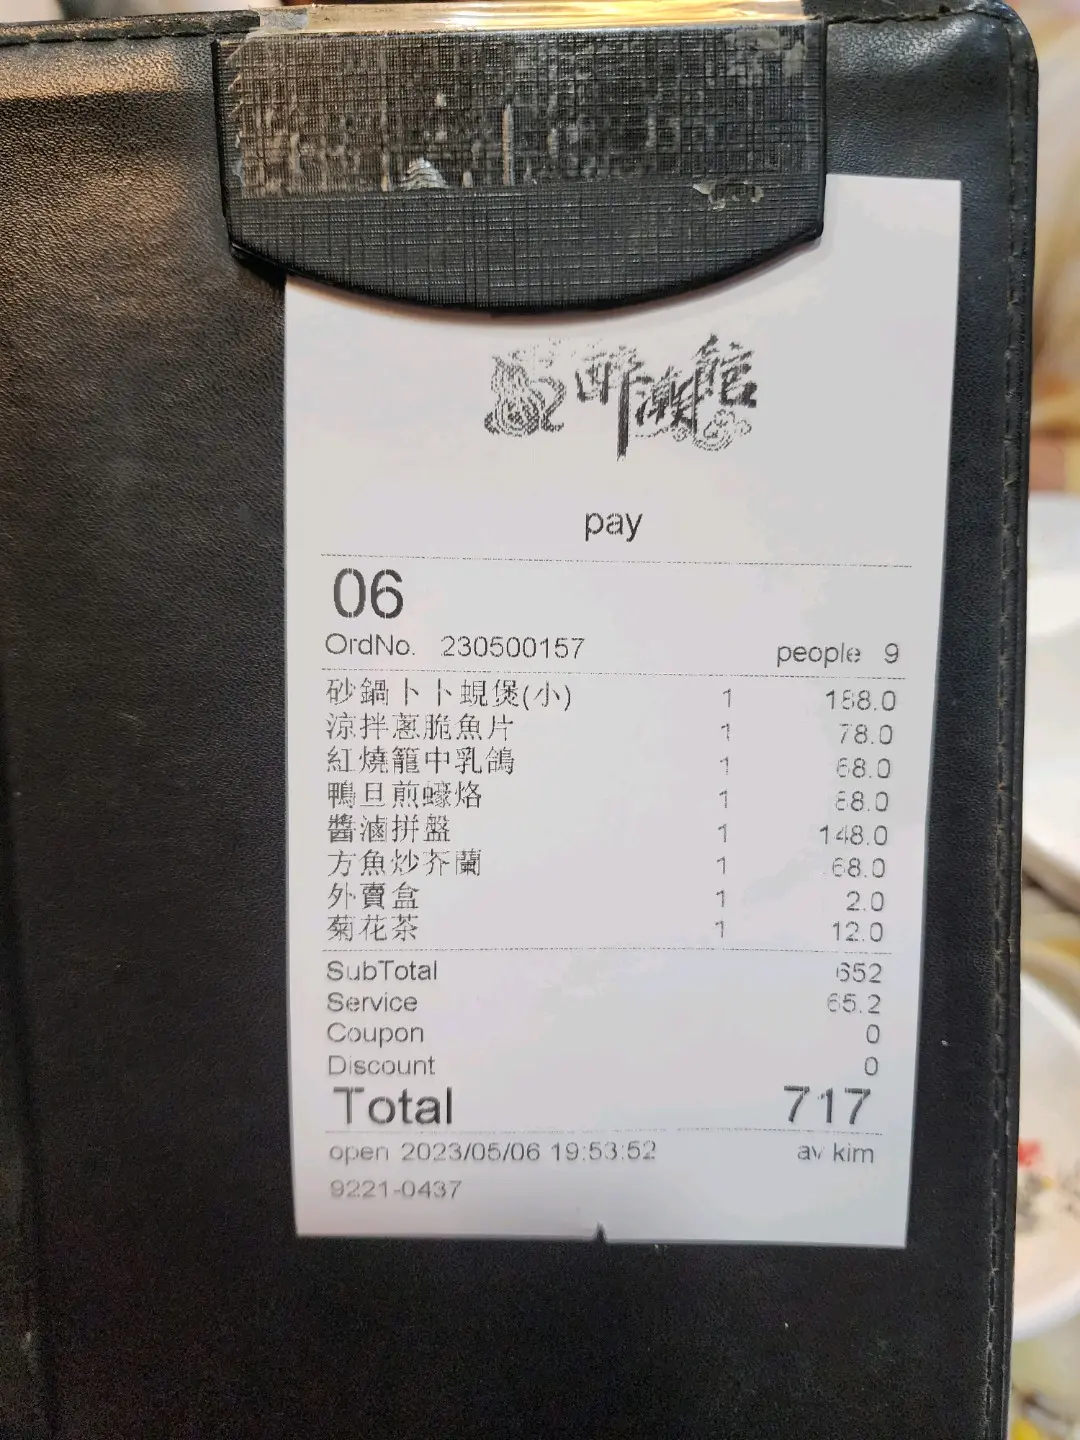 醉潮館
pay
06
OrdNo. 230500157 people 9
砂鍋卜卜蜆煲(小) 1 188.0
涼拌蔥脆魚片 1 78.0
紅燒籠中乳鴿 1 68.0
鴨旦煎蠔烙 1 88.0
醬滷拼盤 1 148.0
方魚炒芥蘭 1 68.0
外賣盒 1 2.0
菊花茶 1 12.0
SubTotal 652
Service 65.2
Coupon 0
Discount 0
Total 717
open 2023/05/06 19:53:52 av kim
9221-0437